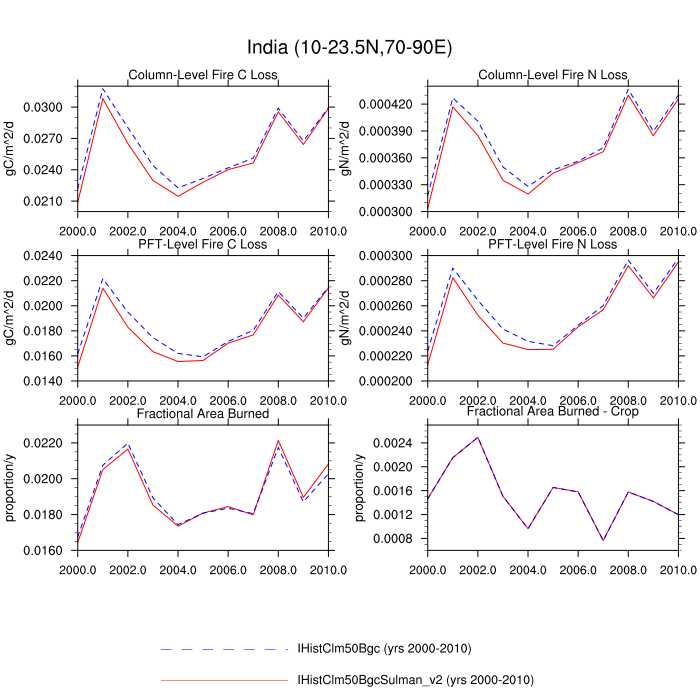 India (10-23.5N,70-90E)
Column-Level Fire C Loss
gC/m^2/d
0.0300
0.0270
0.0240
0.0210
2000.0 2002.0 2004.0 2006.0 2008.0 2010.0
Column-Level Fire N Loss
gN/m^2/d
0.000420
0.000390
0.000360
0.000330
0.000300
2000.0 2002.0 2004.0 2006.0 2008.0 2010.0
PFT-Level Fire C Loss
gC/m^2/d
0.0240
0.0220
0.0200
0.0180
0.0160
0.0140
2000.0 2002.0 2004.0 2006.0 2008.0 2010.0
PFT-Level Fire N Loss
gN/m^2/d
0.000300
0.000280
0.000260
0.000240
0.000220
0.000200
2000.0 2002.0 2004.0 2006.0 2008.0 2010.0
Fractional Area Burned
proportion/y
0.0220
0.0200
0.0180
0.0160
2000.0 2002.0 2004.0 2006.0 2008.0 2010.0
Fractional Area Burned - Crop
proportion/y
0.0024
0.0020
0.0016
0.0012
0.0008
2000.0 2002.0 2004.0 2006.0 2008.0 2010.0
IHistClm50Bgc (yrs 2000-2010)
IHistClm50BgcSulman_v2 (yrs 2000-2010)